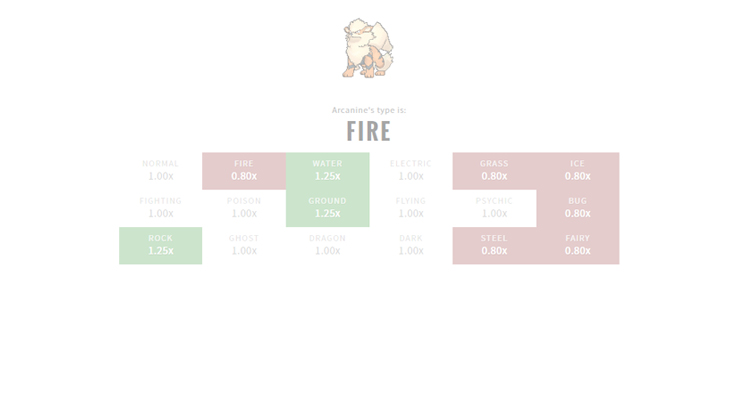 Arcanine's type is:
FIRE
NORMAL FIRE WATER ELECTRIC GRASS ICE
1.00x 0.80x 1.25x 1.00x 0.80x 0.80x
FIGHTING POISON GROUND FLYING PSYCHIC BUG
1.00x 1.00x 1.25x 1.00x 1.00x 0.80x
ROCK GHOST DRAGON DARK STEEL FAIRY
1.25x 1.00x 1.00x 1.00x 0.80x 0.80x